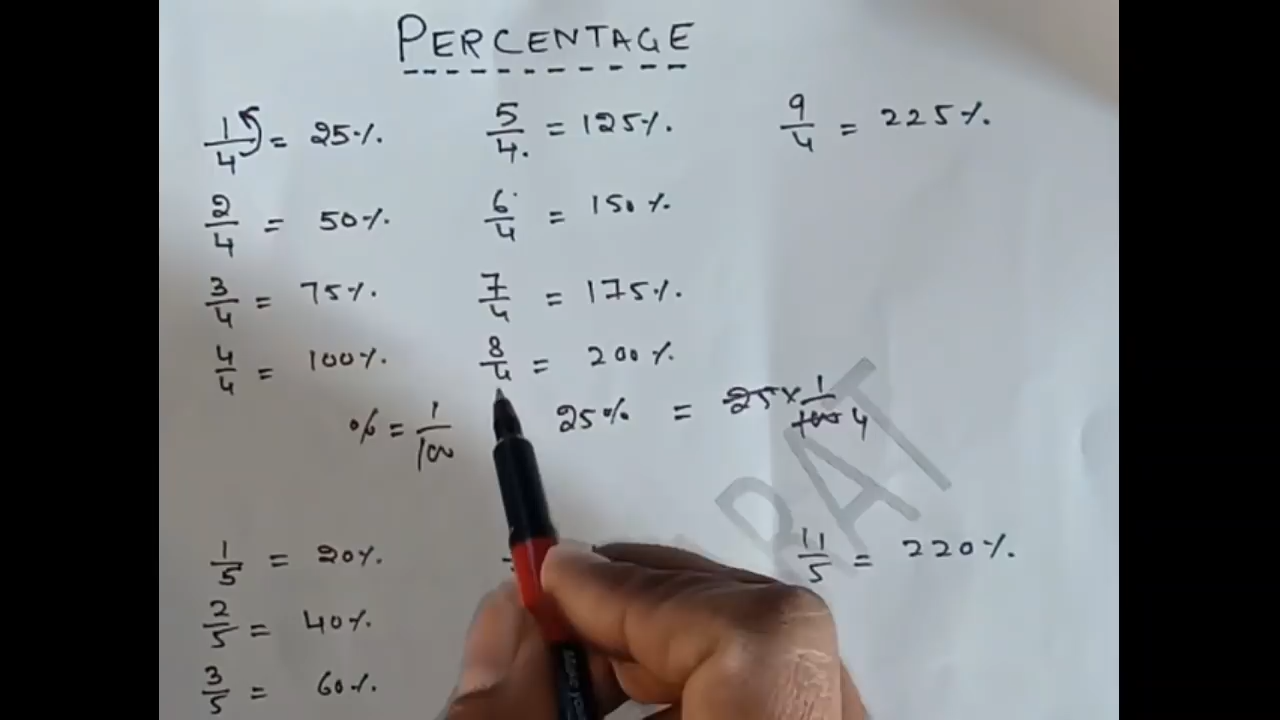 PERCENTAGE
1/4 = 25%
5/4 = 125%
9/4 = 225%
2/4 = 50%
6/4 = 150%
3/4 = 75%
7/4 = 175%
4/4 = 100%
8/4 = 200%
% = 1/100
25% = 25 × 1/100 4
1/5 = 20%
11/5 = 220%
2/5 = 40%
3/5 = 60%